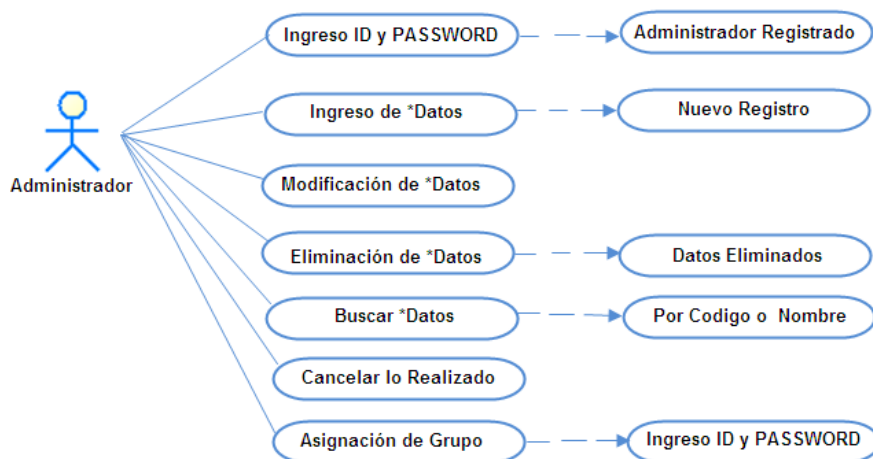 Ingreso ID y PASSWORD
Administrador Registrado
Ingreso de *Datos
Nuevo Registro
Administrador
Modificación de *Datos
Eliminación de *Datos
Datos Eliminados
Buscar *Datos
Por Codigo o Nombre
Cancelar lo Realizado
Asignación de Grupo
Ingreso ID y PASSWORD